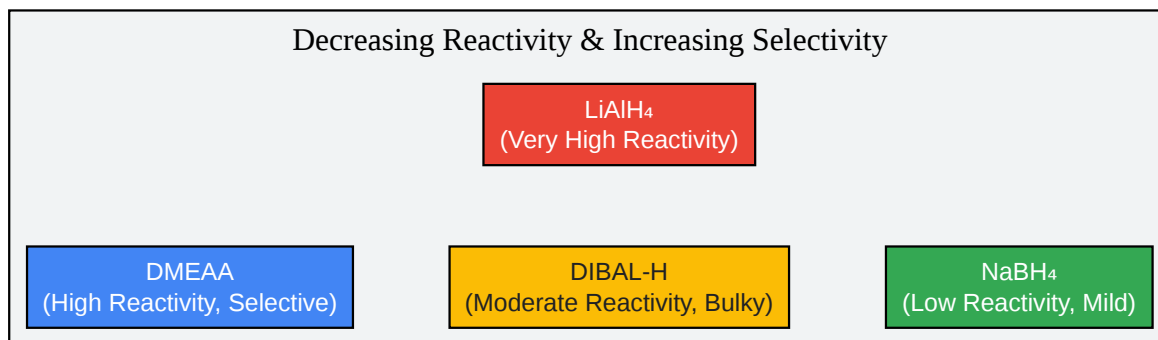 Decreasing Reactivity & Increasing Selectivity
LiAlH₄
(Very High Reactivity)
DMEAA
(High Reactivity, Selective)
DIBAL-H
(Moderate Reactivity, Bulky)
NaBH₄
(Low Reactivity, Mild)